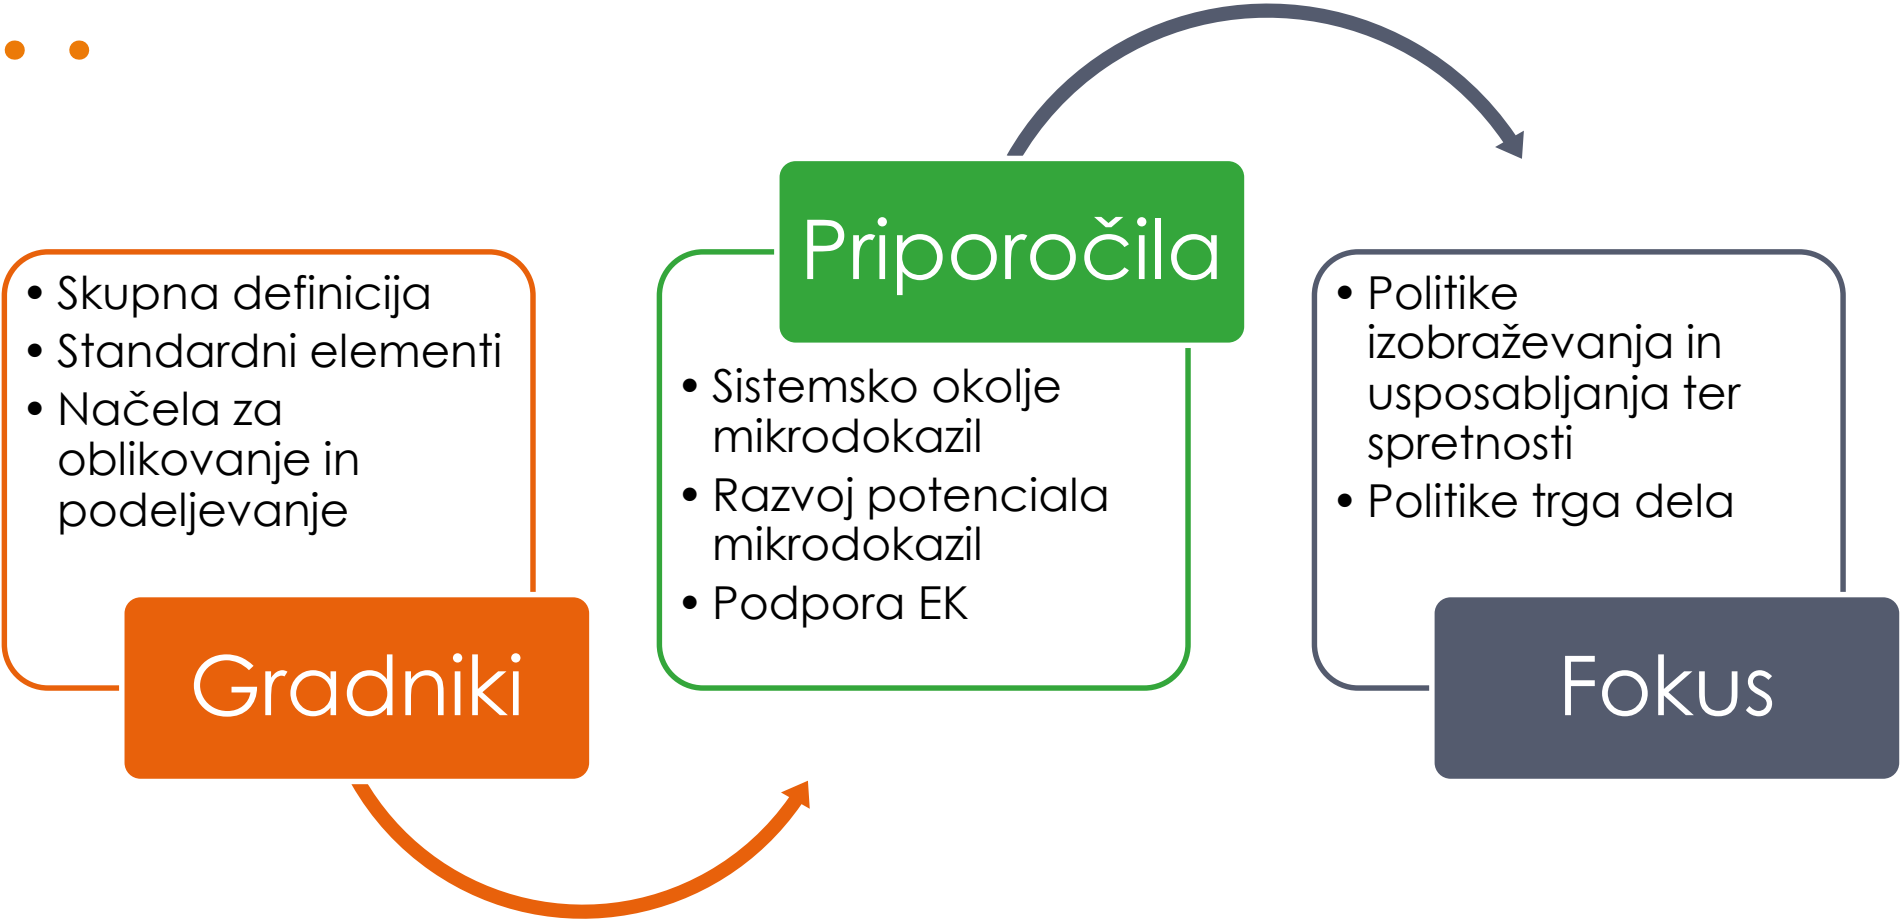 • Skupna definicija
• Standardni elementi
• Načela za
oblikovanje in
podeljevanje
Gradniki
Priporočila
• Sistemsko okolje
mikrodokazil
• Razvoj potenciala
mikrodokazil
• Podpora EK
• Politike
izobraževanja in
usposabljanja ter
spretnosti
• Politike trga dela
Fokus